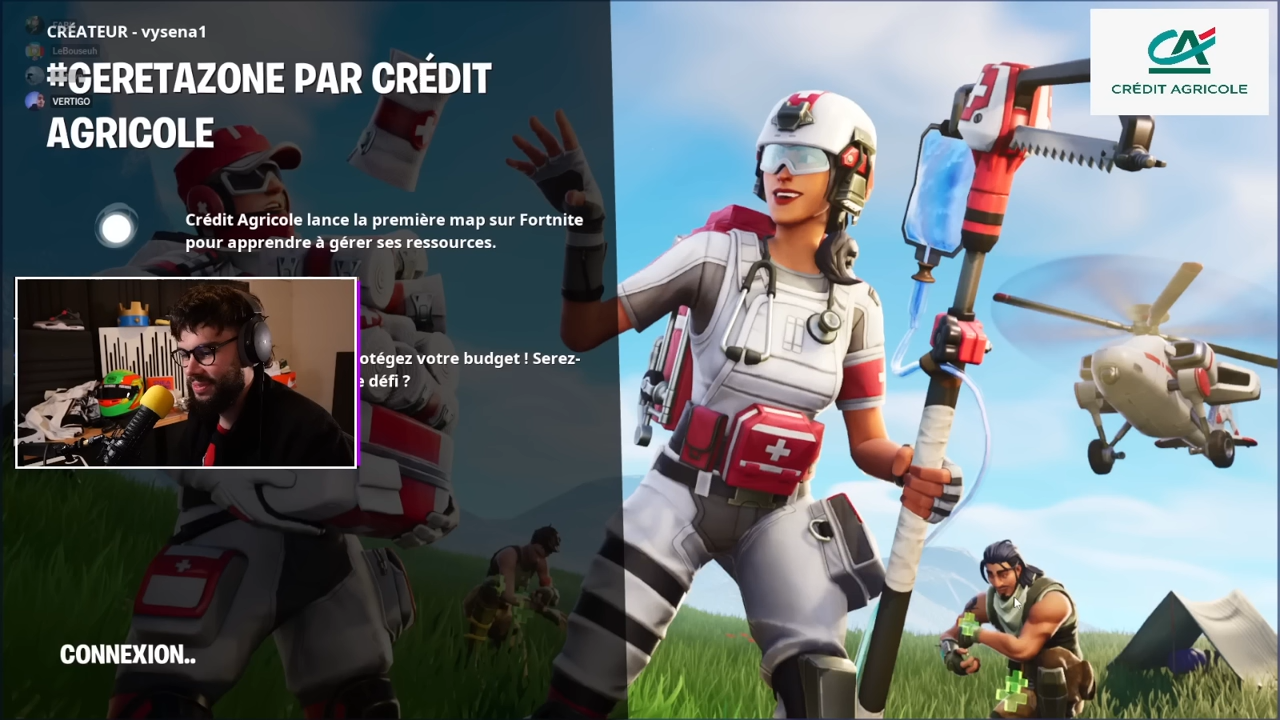 CRÉATEUR - vysena1
LeBouseuh
#GERETAZONE PAR CRÉDIT
VERTIGO
AGRICOLE
CRÉDIT AGRICOLE
Crédit Agricole lance la première map sur Fortnite
pour apprendre à gérer ses ressources.
otégez votre budget ! Serez-
e défi ?
CONNEXION..